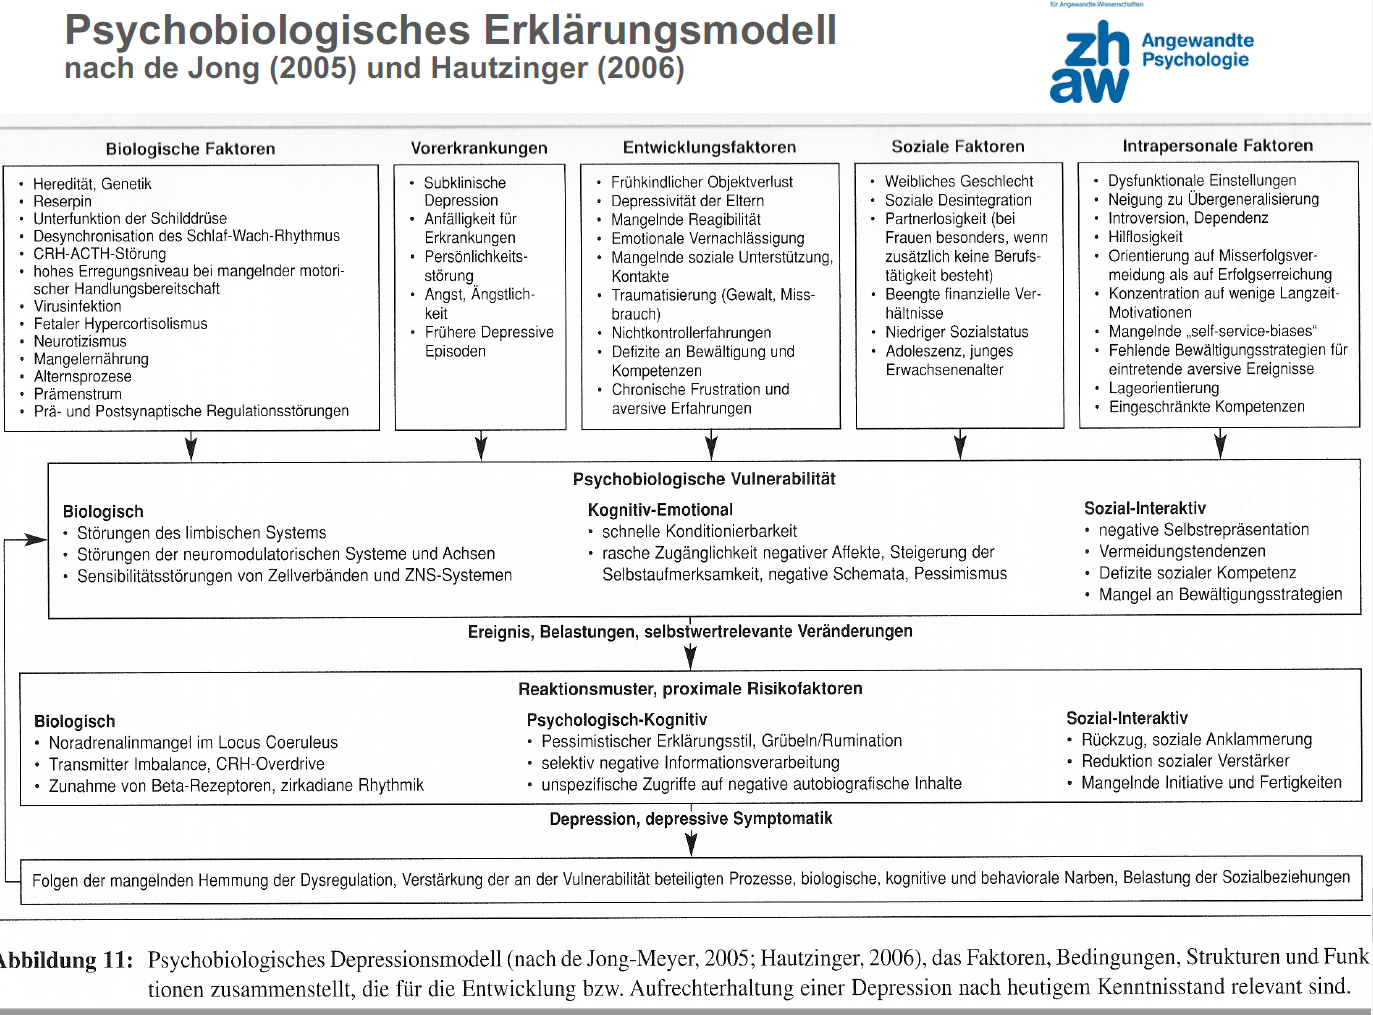 für Angewandte Wissenschaften
Psychobiologisches Erklärungsmodell
nach de Jong (2005) und Hautzinger (2006)
zh
aw
Angewandte
Psychologie
Biologische Faktoren
• Heredität, Genetik
• Reserpin
• Unterfunktion der Schilddrüse
• Desynchronisation des Schlaf-Wach-Rhythmus
• CRH-ACTH-Störung
• hohes Erregungsniveau bei mangelnder motori-
scher Handlungsbereitschaft
• Virusinfektion
• Fetaler Hypercortisolismus
• Neurotizismus
• Mangelernährung
• Alternsprozese
• Prämenstrum
• Prä- und Postsynaptische Regulationsstörungen
Vorerkrankungen
• Subklinische
Depression
• Anfälligkeit für
Erkrankungen
• Persönlichkeits-
störung
• Angst, Ängstlich-
keit
• Frühere Depressive
Episoden
Entwicklungsfaktoren
• Frühkindlicher Objektverlust
• Depressivität der Eltern
• Mangelnde Reagibilität
• Emotionale Vernachlässigung
• Mangelnde soziale Unterstützung,
Kontakte
• Traumatisierung (Gewalt, Miss-
brauch)
• Nichtkontrollerfahrungen
• Defizite an Bewältigung und
Kompetenzen
• Chronische Frustration und
aversive Erfahrungen
Soziale Faktoren
• Weibliches Geschlecht
• Soziale Desintegration
• Partnerlosigkeit (bei
Frauen besonders, wenn
zusätzlich keine Berufs-
tätigkeit besteht)
• Beengte finanzielle Ver-
hältnisse
• Niedriger Sozialstatus
• Adoleszenz, junges
Erwachsenenalter
Intrapersonale Faktoren
• Dysfunktionale Einstellungen
• Neigung zu Übergeneralisierung
• Introversion, Dependenz
• Hilflosigkeit
• Orientierung auf Misserfolgsver-
meidung als auf Erfolgserreichung
• Konzentration auf wenige Langzeit-
Motivationen
• Mangelnde „self-service-biases“
• Fehlende Bewältigungsstrategien für
eintretende aversive Ereignisse
• Lageorientierung
• Eingeschränkte Kompetenzen
Psychobiologische Vulnerabilität
Biologisch
• Störungen des limbischen Systems
• Störungen der neuromodulatorischen Systeme und Achsen
• Sensibilitätsstörungen von Zellverbänden und ZNS-Systemen
Kognitiv-Emotional
• schnelle Konditionierbarkeit
• rasche Zugänglichkeit negativer Affekte, Steigerung der
Selbstaufmerksamkeit, negative Schemata, Pessimismus
Sozial-Interaktiv
• negative Selbstrepräsentation
• Vermeidungstendenzen
• Defizite sozialer Kompetenz
• Mangel an Bewältigungsstrategien
Ereignis, Belastungen, selbstwertrelevante Veränderungen
Reaktionsmuster, proximale Risikofaktoren
Biologisch
• Noradrenalinmangel im Locus Coeruleus
• Transmitter Imbalance, CRH-Overdrive
• Zunahme von Beta-Rezeptoren, zirkadiane Rhythmik
Psychologisch-Kognitiv
• Pessimistischer Erklärungsstil, Grübeln/Rumination
• selektiv negative Informationsverarbeitung
• unspezifische Zugriffe auf negative autobiografische Inhalte
Sozial-Interaktiv
• Rückzug, soziale Anklammerung
• Reduktion sozialer Verstärker
• Mangelnde Initiative und Fertigkeiten
Depression, depressive Symptomatik
Folgen der mangelnden Hemmung der Dysregulation, Verstärkung der an der Vulnerabilität beteiligten Prozesse, biologische, kognitive und behaviorale Narben, Belastung der Sozialbeziehungen
Abbildung 11: Psychobiologisches Depressionsmodell (nach de Jong-Meyer, 2005; Hautzinger, 2006), das Faktoren, Bedingungen, Strukturen und Funk
tionen zusammenstellt, die für die Entwicklung bzw. Aufrechterhaltung einer Depression nach heutigem Kenntnisstand relevant sind.